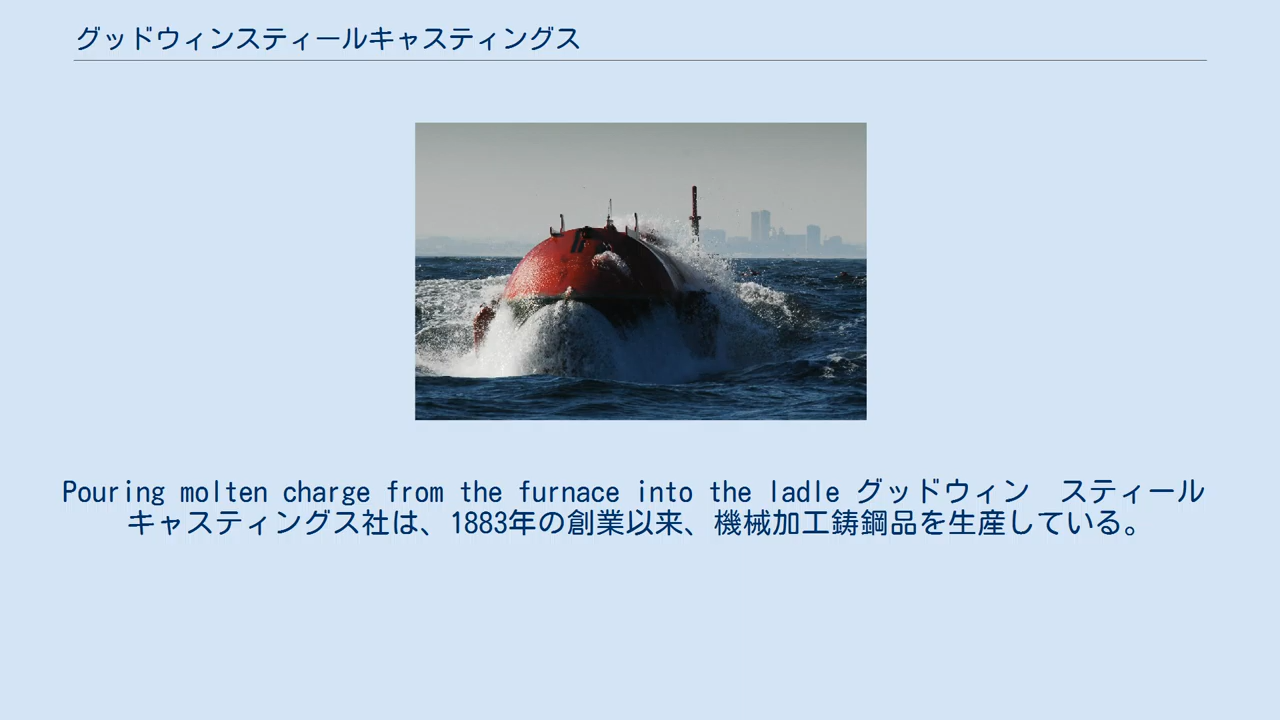 グッドウィンスティールキャスティングス
Pouring molten charge from the furnace into the ladle グッドウィン　スティール
キャスティングス社は、1883年の創業以来、機械加工鋳鋼品を生産している。